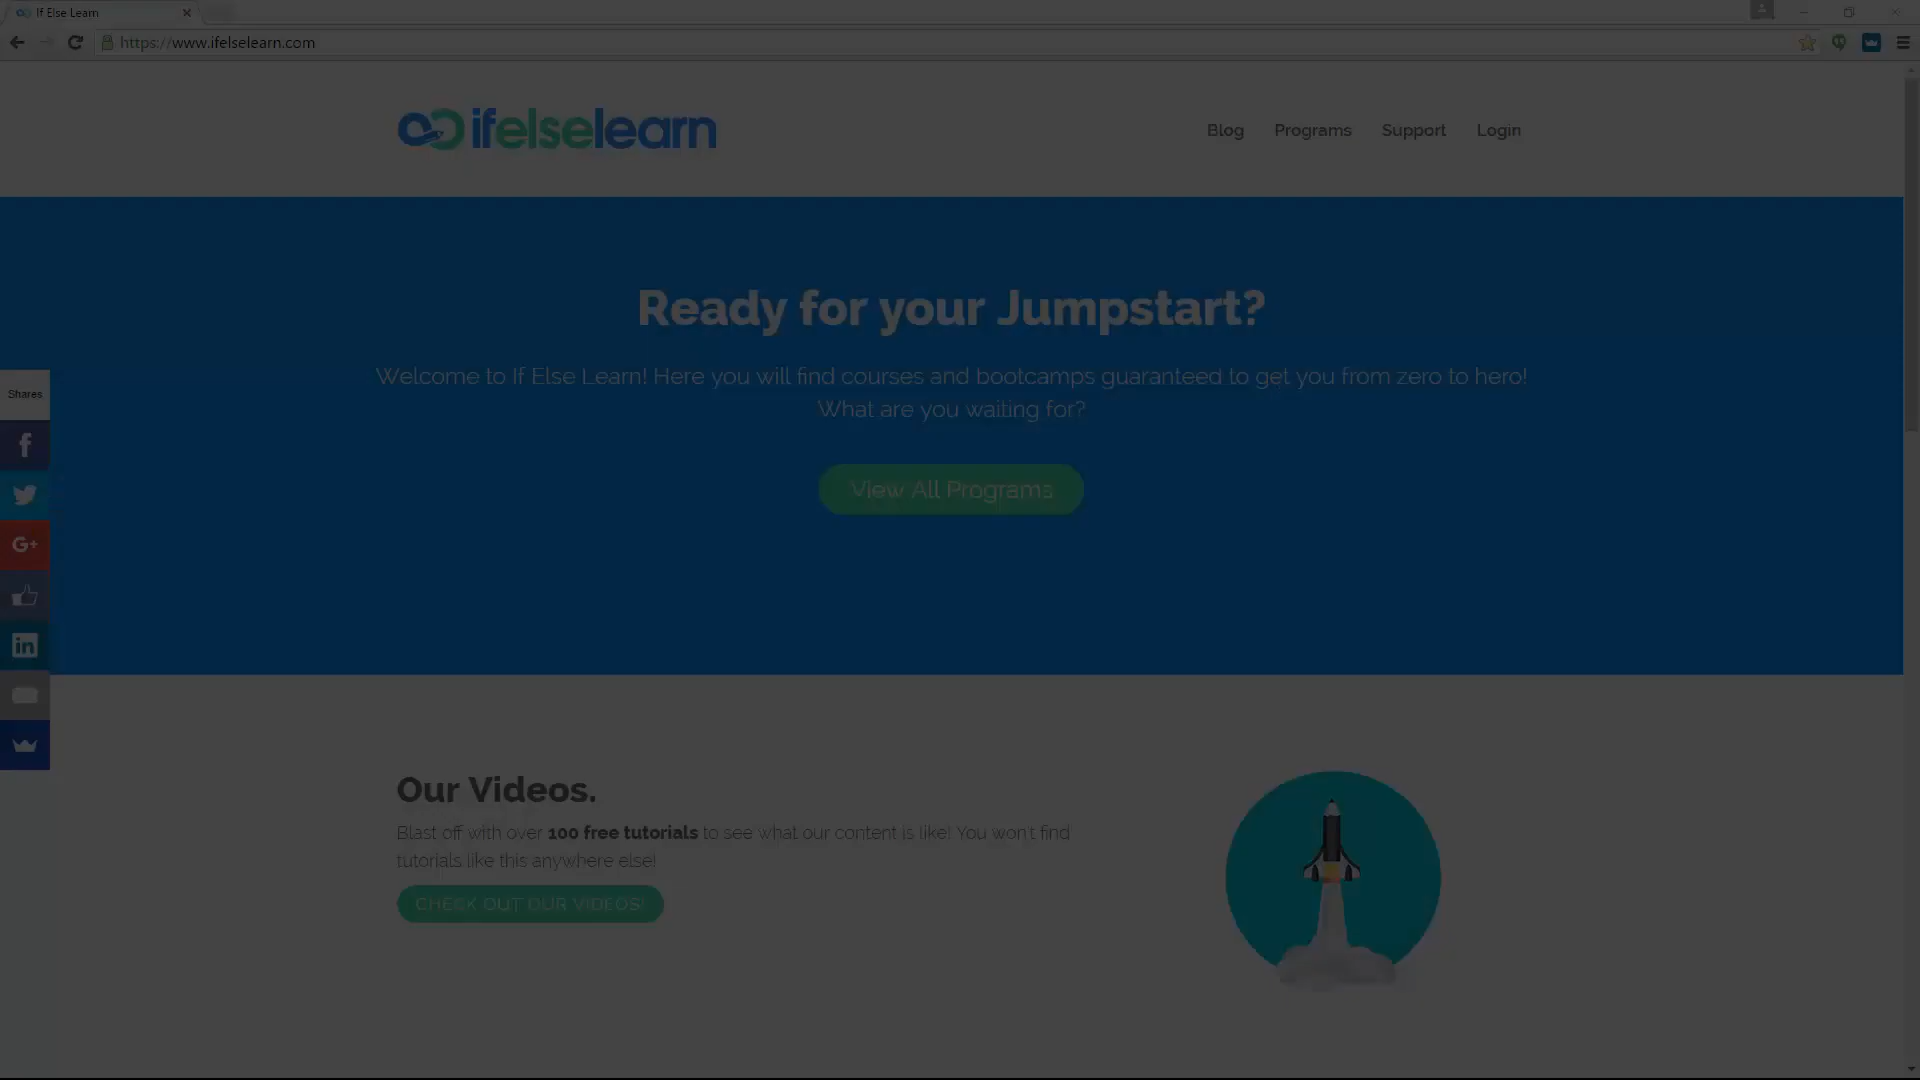 If Else Learn
https://www.ifelselearn.com
ifelselearn
Blog Programs Support Login
Ready for your Jumpstart?
Welcome to If Else Learn! Here you will find courses and bootcamps guaranteed to get you from zero to hero!
What are you waiting for?
View All Programs
Shares
Our Videos.
Blast off with over 100 free tutorials to see what our content is like! You won't find
tutorials like this anywhere else!
CHECK OUT OUR VIDEOS!